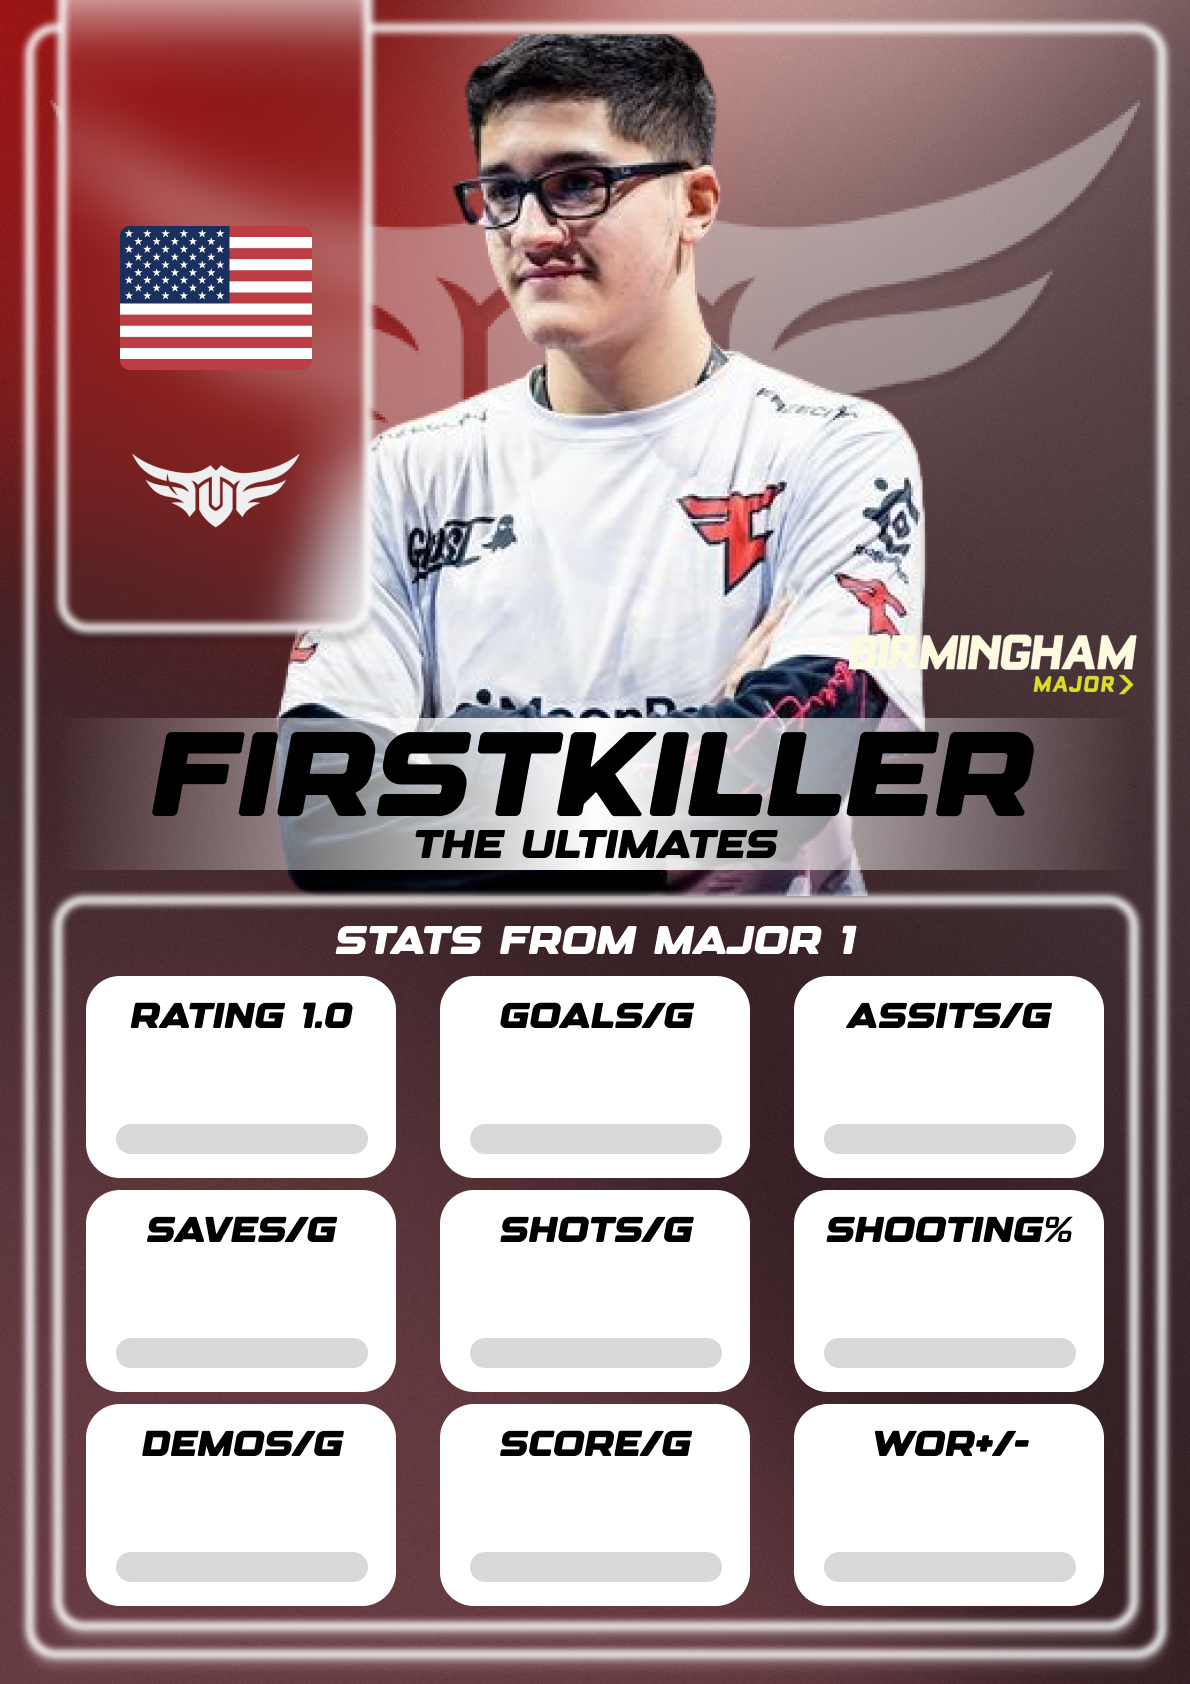 GHOST
BIRMINGHAM
MAJOR
FIRSTKILLER
THE ULTIMATES
STATS FROM MAJOR 1
RATING 1.0
GOALS/G
ASSITS/G
SAVES/G
SHOTS/G
SHOOTING%
DEMOS/G
SCORE/G
WOR+/-